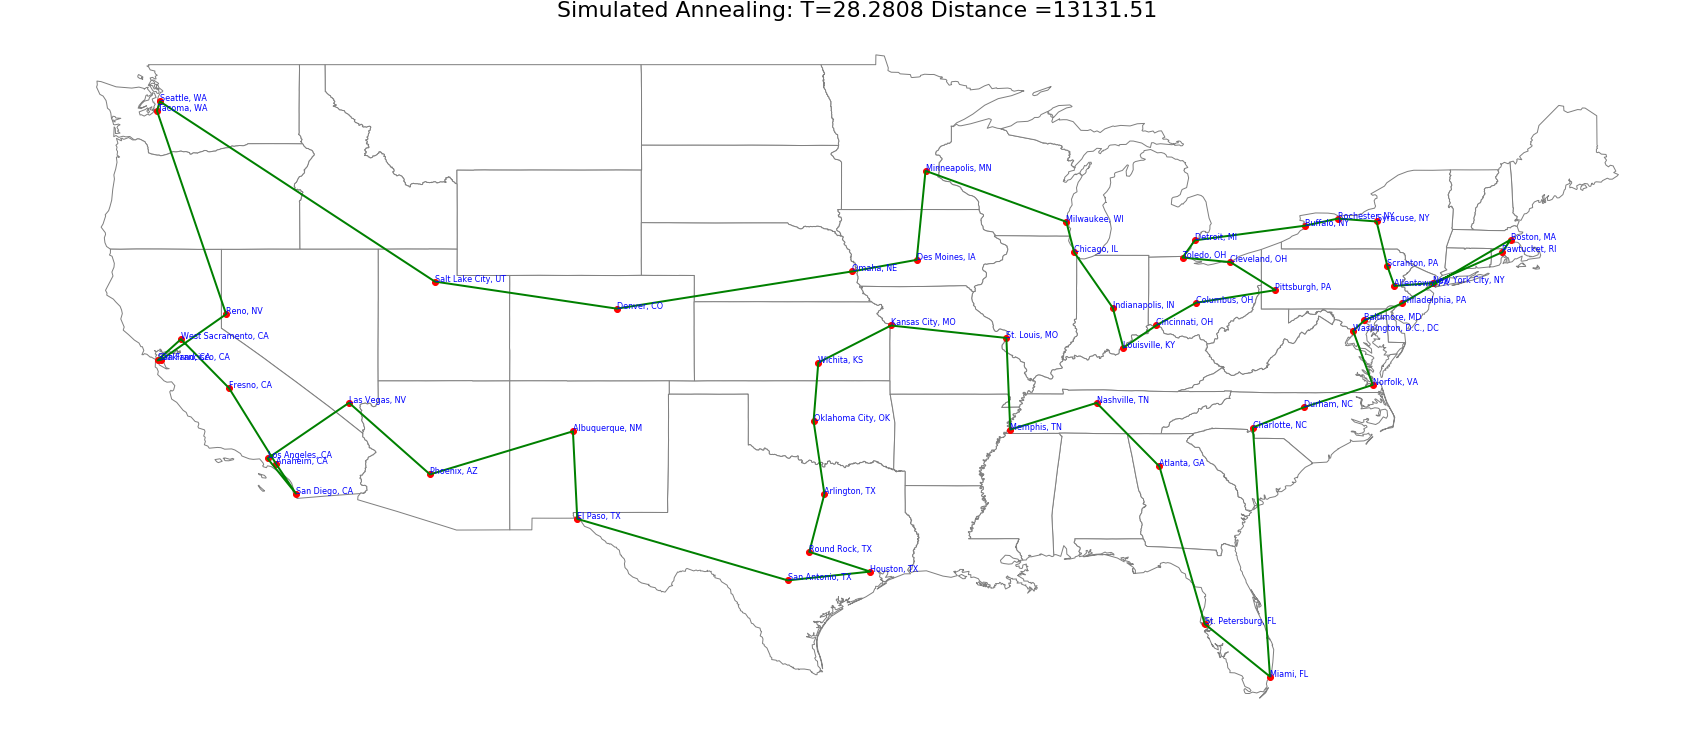 Simulated Annealing: T=28.2808 Distance =13131.51
Seattle, WA
Tacoma, WA
Minneapolis, MN
Milwaukee, WI
Rochester, NY
Syracuse, NY
Buffalo, NY
Detroit, MI
Boston, MA
Pawtucket, RI
Chicago, IL
Toledo, OH
Cleveland, OH
Des Moines, IA
Omaha, NE
Scranton, PA
Salt Lake City, UT
New York City, NY
Pittsburgh, PA
Columbus, OH
Philadelphia, PA
Denver, CO
Indianapolis, IN
Reno, NV
Baltimore, MD
Washington, D.C., DC
Kansas City, MO
Cincinnati, OH
West Sacramento, CA
St. Louis, MO
Louisville, KY
Wichita, KS
Fresno, CA
Norfolk, VA
Las Vegas, NV
Nashville, TN
Durham, NC
Oklahoma City, OK
Memphis, TN
Charlotte, NC
Albuquerque, NM
Los Angeles, CA
Anaheim, CA
Atlanta, GA
Phoenix, AZ
San Diego, CA
Arlington, TX
El Paso, TX
Round Rock, TX
Houston, TX
San Antonio, TX
St. Petersburg, FL
Miami, FL